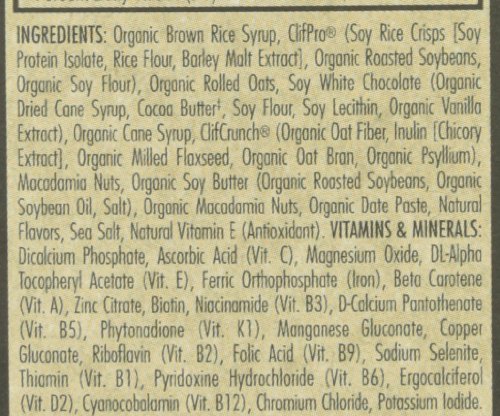 INGREDIENTS: Organic Brown Rice Syrup, ClifPro® (Soy Rice Crisps [Soy
Protein Isolate, Rice Flour, Barley Malt Extract], Organic Roasted Soybeans,
Organic Soy Flour), Organic Rolled Oats, Soy White Chocolate (Organic
Dried Cane Syrup, Cocoa Butter‡, Soy Flour, Soy Lecithin, Organic Vanilla
Extract), Organic Cane Syrup, ClifCrunch® (Organic Oat Fiber, Inulin [Chicory
Extract], Organic Milled Flaxseed, Organic Oat Bran, Organic Psyllium),
Macadamia Nuts, Organic Soy Butter (Organic Roasted Soybeans, Organic
Soybean Oil, Salt), Organic Macadamia Nuts, Organic Date Paste, Natural
Flavors, Sea Salt, Natural Vitamin E (Antioxidant). VITAMINS & MINERALS:
Dicalcium Phosphate, Ascorbic Acid (Vit. C), Magnesium Oxide, DL-Alpha
Tocopheryl Acetate (Vit. E), Ferric Orthophosphate (Iron), Beta Carotene
(Vit. A), Zinc Citrate, Biotin, Niacinamide (Vit. B3), D-Calcium Pantothenate
(Vit. B5), Phytonadione (Vit. K1), Manganese Gluconate, Copper
Gluconate, Riboflavin (Vit. B2), Folic Acid (Vit. B9), Sodium Selenite,
Thiamin (Vit. B1), Pyridoxine Hydrochloride (Vit. B6), Ergocalciferol
(Vit. D2), Cyanocobalamin (Vit. B12), Chromium Chloride, Potassium Iodide.